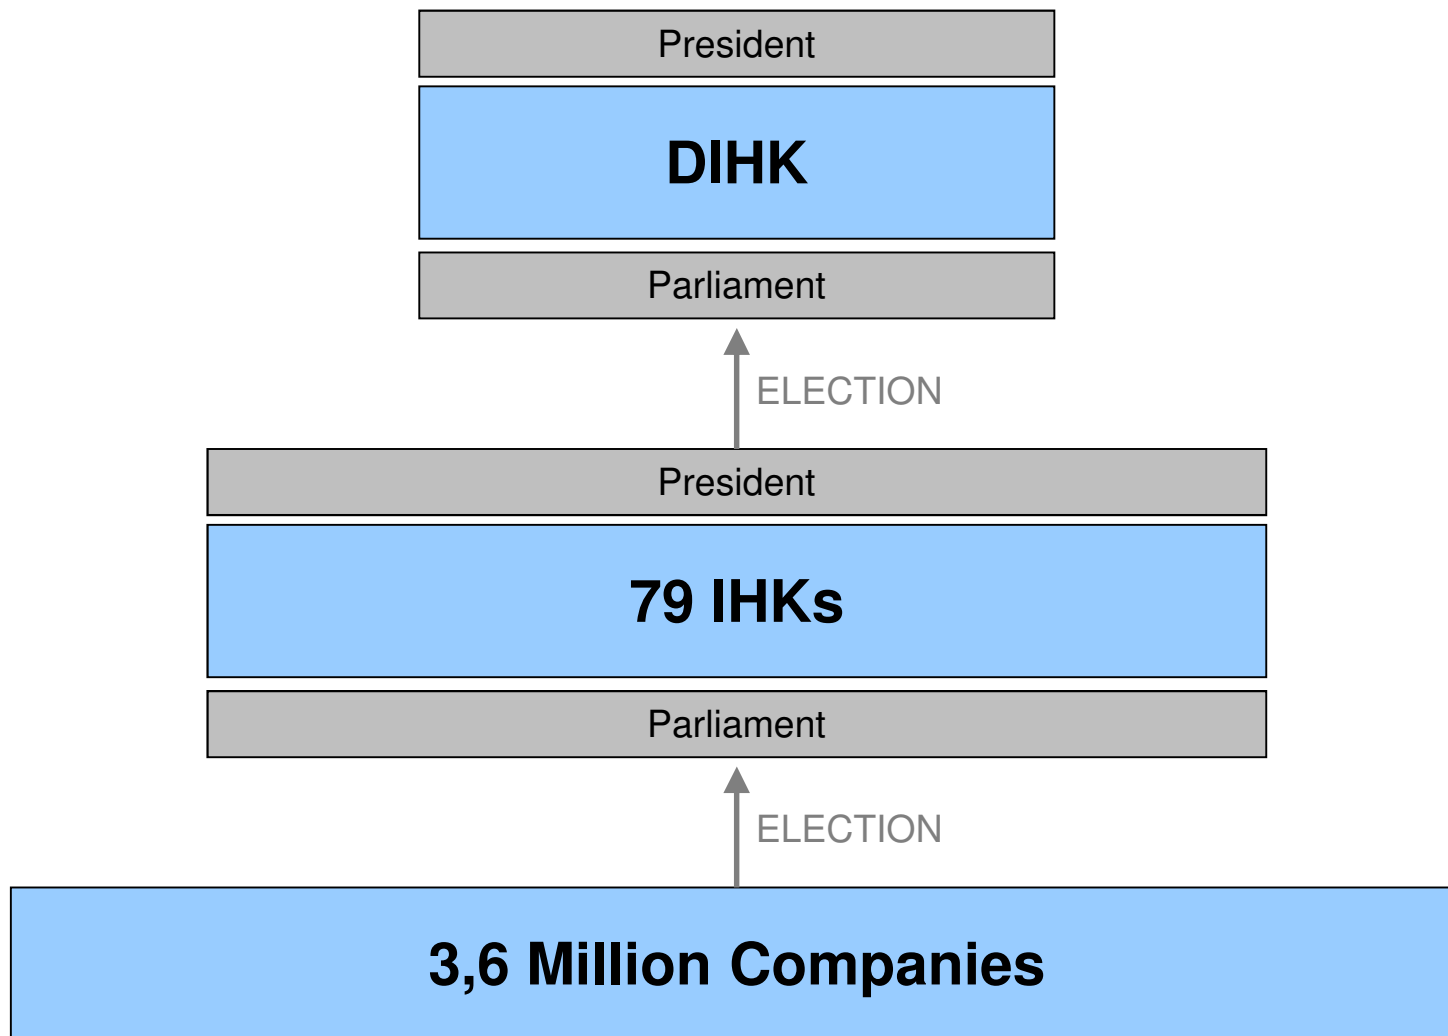 President
DIHK
Parliament
ELECTION
President
79 IHKs
Parliament
ELECTION
3,6 Million Companies